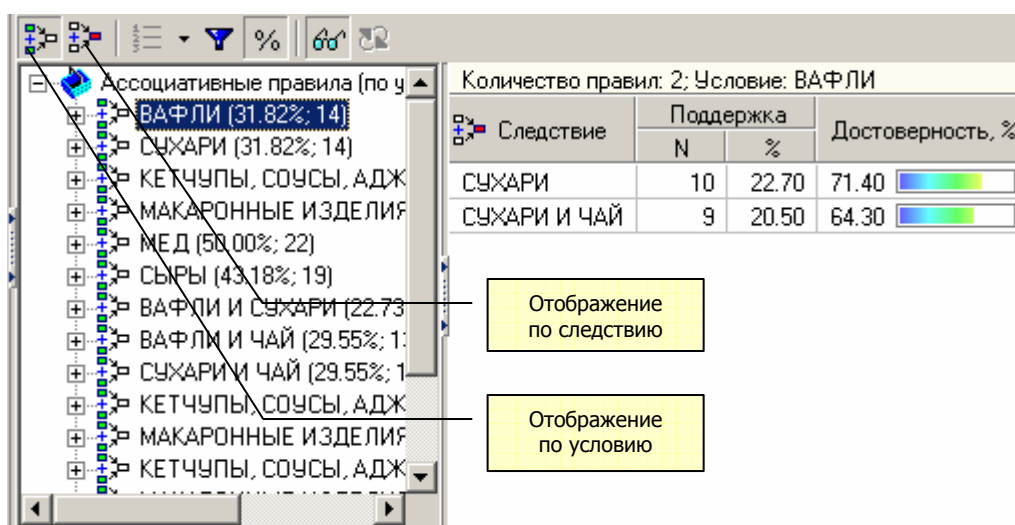 Ассоциативные правила (по у
ВАФЛИ (31.82%; 14)
СУХАРИ (31.82%; 14)
КЕТЧУПЫ, СОУСЫ, АДЖ
МАКАРОННЫЕ ИЗДЕЛИЯ
МЕД (50.00%; 22)
СЫРЫ (43.18%; 19)
ВАФЛИ И СУХАРИ (22.73
ВАФЛИ И ЧАЙ (29.55%; 1
СУХАРИ И ЧАЙ (29.55%; 1
КЕТЧУПЫ, СОУСЫ, АДЖ
МАКАРОННЫЕ ИЗДЕЛИЯ
КЕТЧУПЫ, СОУСЫ, АДЖ
Количество правил: 2; Условие: ВАФЛИ
Следствие Поддержка Достоверность, %
N %
СУХАРИ 10 22.70 71.40
СУХАРИ И ЧАЙ 9 20.50 64.30
Отображение
по следствию
Отображение
по условию